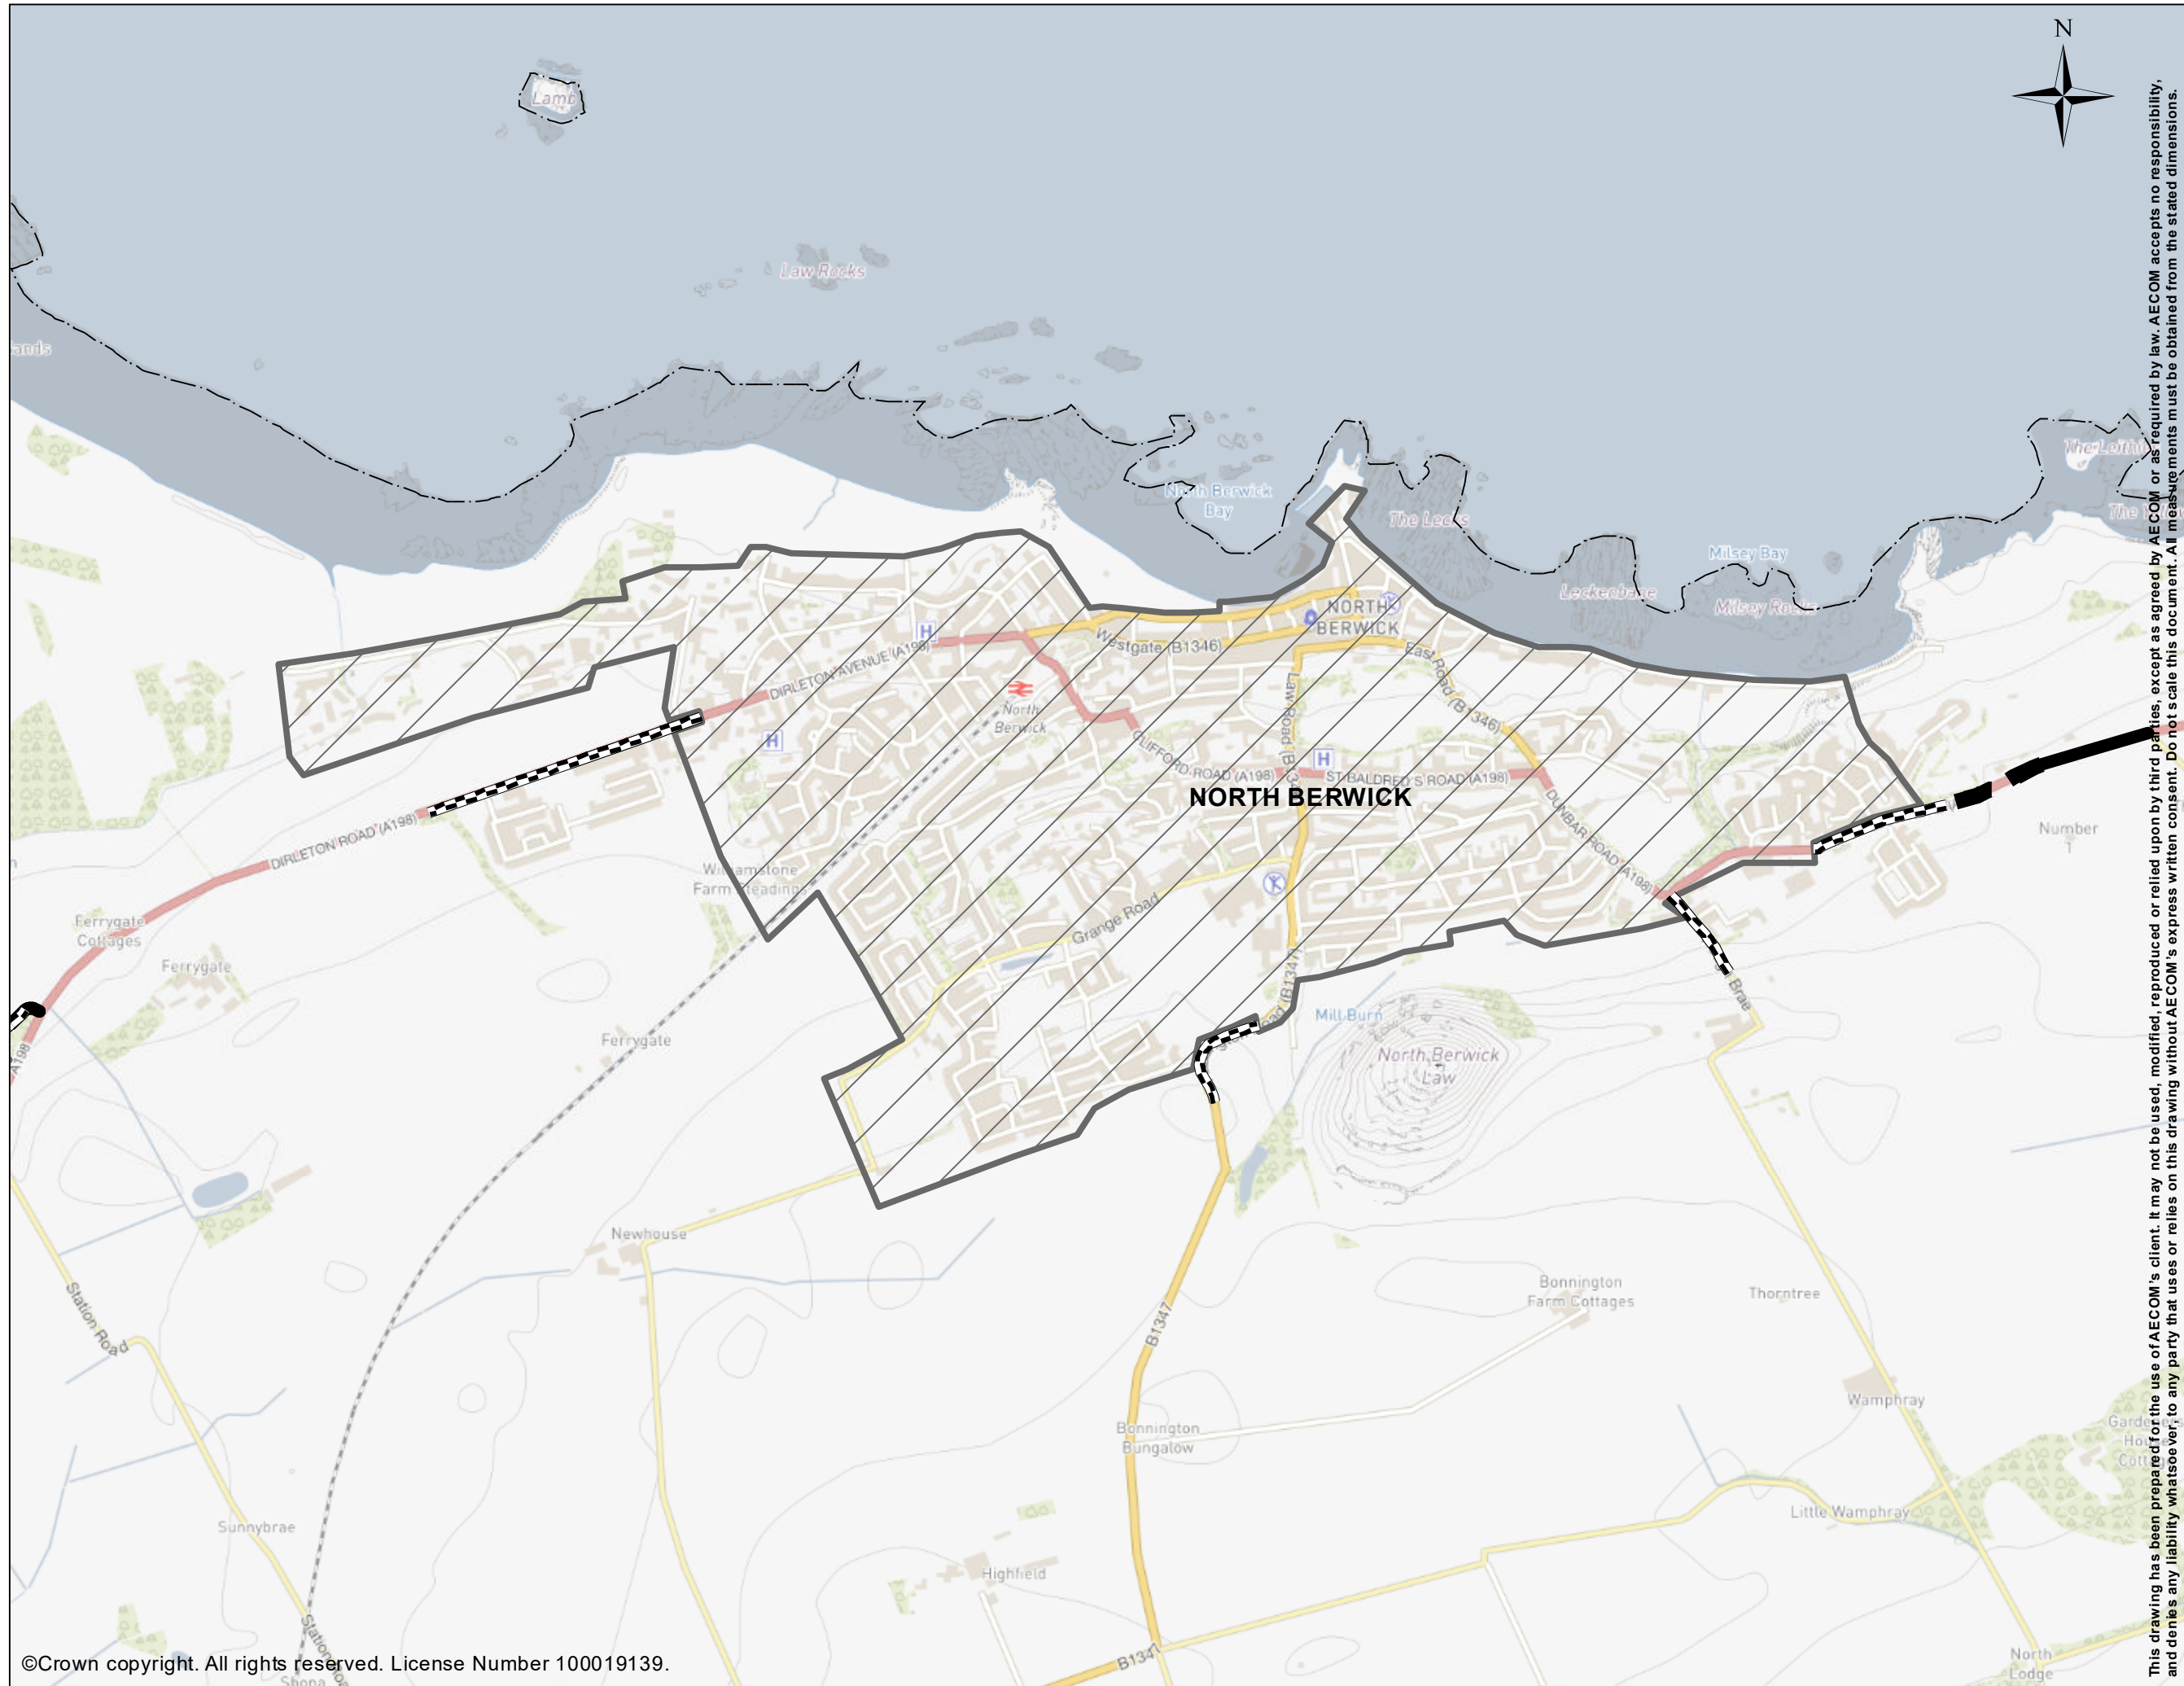 N
Lamb
Law Rocks
North Berwick
Bay
The Lecks
Milsey Bay
Leckenbane
Milsey Rocks
NORTH
BERWICK
Westgate (B1346)
East Road (B1346)
DIRLETON AVENUE (A198)
H
North
Berwick
H
Law Road
CLIFFORD ROAD (A198)
H
ST BALDRED'S ROAD (A198)
NORTH BERWICK
DUNBAR ROAD (A198)
DIRLETON ROAD (A198)
Number
1
Williamstone
Farm Steadings
Ferrygate
Cottages
Ferrygate
Grange Road
(B1347)
Brae
Mill Burn
Ferrygate
A198
North Berwick
Law
Newhouse
Station Road
Bonnington
Farm Cottages
Thorntree
B1347
Wamphray
Bonnington
Bungalow
Little Wamphray
Sunnybrae
Highfield
B1347
North
Lodge
©Crown copyright. All rights reserved. License Number 100019139.
This drawing has been prepared for the use of AECOM's client. It may not be used, modified, reproduced or relied upon by third parties, except as agreed by AECOM or as required by law. AECOM accepts no responsibility,
and denies any liability whatsoever, to any party that uses or relies on this drawing without AECOM's express written consent. Do not scale this document. All measurements must be obtained from the stated dimensions.